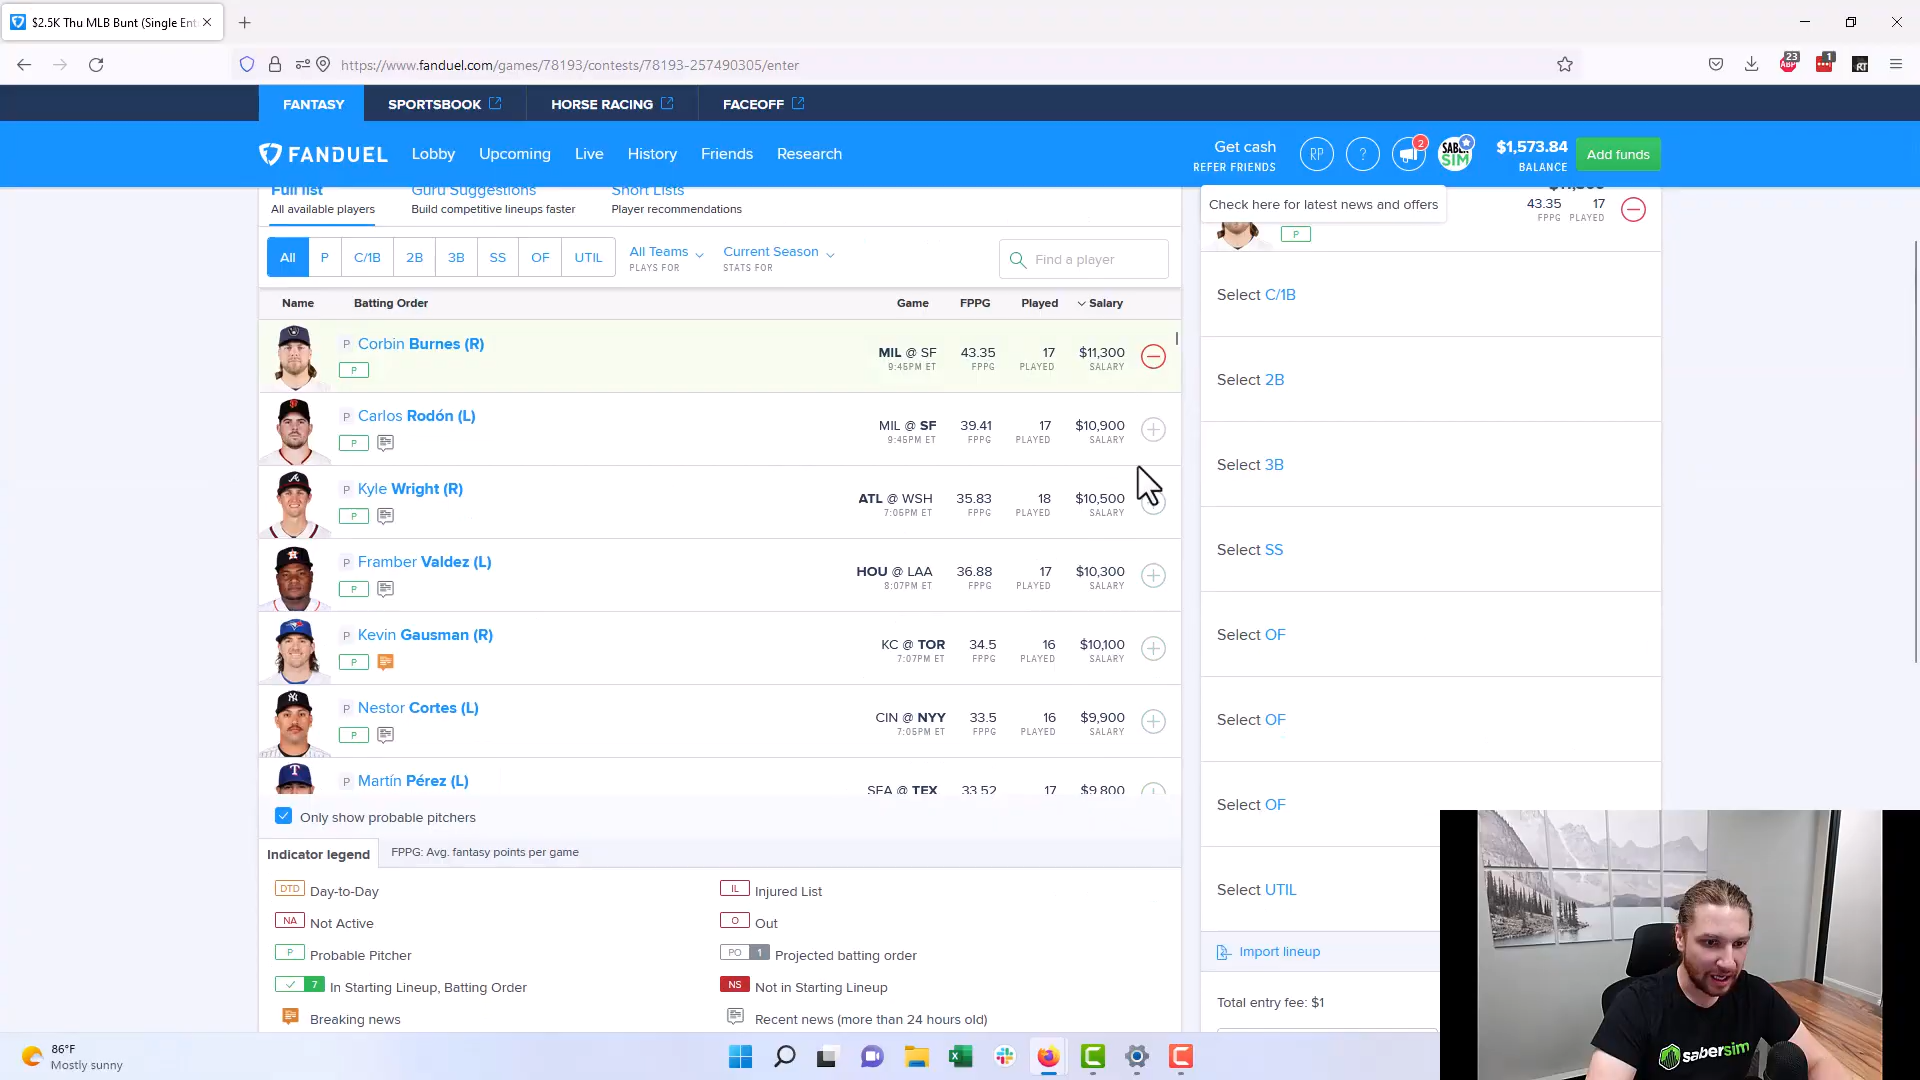 $2.5K Thu MLB Bunt (Single Ent
https://www.fanduel.com/games/78193/contests/78193-257490305/enter
23
1
FANTASY
SPORTSBOOK
HORSE RACING
FACEOFF
FANDUEL
Lobby
Upcoming
Live
History
Friends
Research
Get cash
REFER FRIENDS
RP
?
2
SABER
SIM
$1,573.84
BALANCE
Add funds
Check here for latest news and offers
Full list
All available players
Guru Suggestions
Build competitive lineups faster
Short Lists
Player recommendations
43.35
FPPG
17
PLAYED
P
All
P
C/1B
2B
3B
SS
OF
UTIL
All Teams
PLAYS FOR
Current Season
STATS FOR
Find a player
Name
Batting Order
Game
FPPG
Played
Salary
P Corbin Burnes (R)
P
MIL @ SF
9:45PM ET
43.35
FPPG
17
PLAYED
$11,300
SALARY
P Carlos Rodón (L)
P
MIL @ SF
9:45PM ET
39.41
FPPG
17
PLAYED
$10,900
SALARY
P Kyle Wright (R)
P
ATL @ WSH
7:05PM ET
35.83
FPPG
18
PLAYED
$10,500
SALARY
P Framber Valdez (L)
P
HOU @ LAA
8:07PM ET
36.88
FPPG
17
PLAYED
$10,300
SALARY
P Kevin Gausman (R)
P
KC @ TOR
7:07PM ET
34.5
FPPG
16
PLAYED
$10,100
SALARY
P Nestor Cortes (L)
P
CIN @ NYY
7:05PM ET
33.5
FPPG
16
PLAYED
$9,900
SALARY
P Martín Pérez (L)
SEA @ TEX
33.52
17
$9,800
Only show probable pitchers
Indicator legend
FPPG: Avg. fantasy points per game
DTD Day-to-Day
IL Injured List
NA Not Active
O Out
P Probable Pitcher
PO 1 Projected batting order
7 In Starting Lineup, Batting Order
NS Not in Starting Lineup
Breaking news
Recent news (more than 24 hours old)
Select C/1B
Select 2B
Select 3B
Select SS
Select OF
Select OF
Select OF
Select UTIL
Import lineup
Total entry fee: $1
sabersim
86°F
Mostly sunny